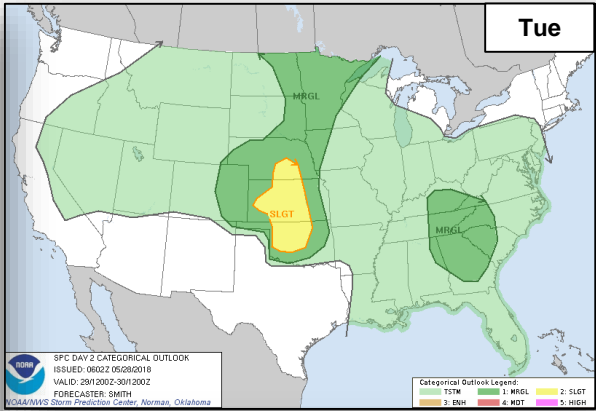 Tue
MRGL
SLGT
MRGL
NOAA
SPC DAY 2 CATEGORICAL OUTLOOK
ISSUED: 0602Z 05/28/2018
VALID: 29/1200Z-30/1200Z
FORECASTER: SMITH
NOAA/NWS Storm Prediction Center, Norman, Oklahoma
Categorical Outlook Legend:
TSTM 1: MRGL 2: SLGT
3: ENH 4: MDT 5: HIGH